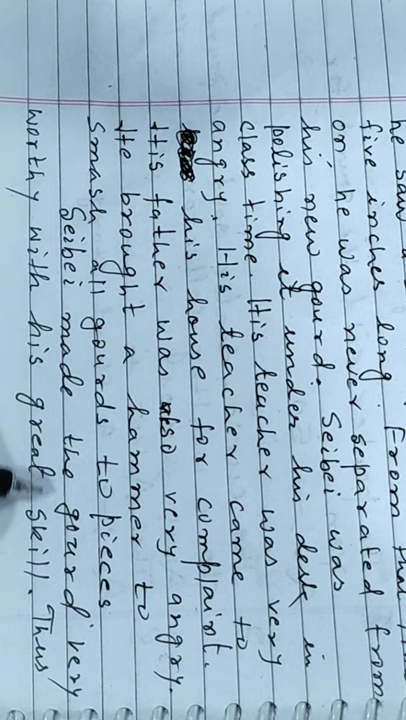 he saw
five inches long. From that
on he was never separated from
his new gourd. Seibei was
polishing it under his desk in
class time. His teacher was very
angry. His teacher came to
his house for complaint.
His father was also very angry.
He brought a hammer to
smash all gourds to pieces
Seibei made the gourd very
worthy with his great skill. Thus